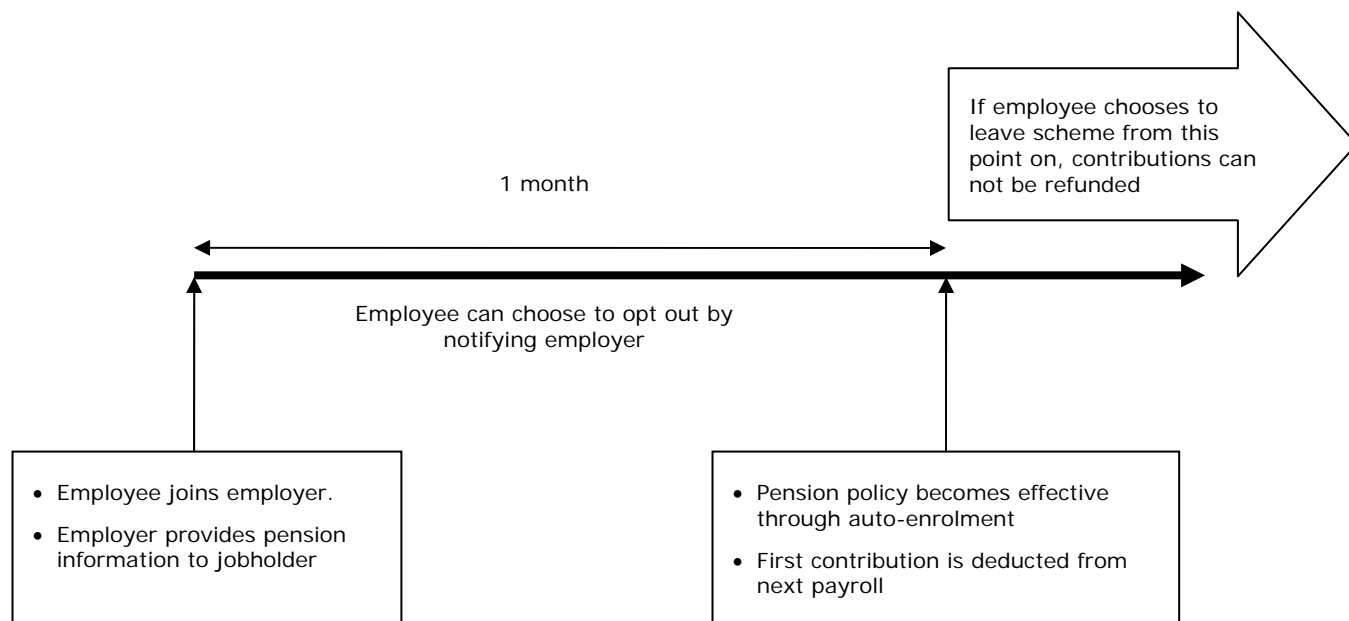 If employee chooses to
leave scheme from this
point on, contributions can
not be refunded
1 month
Employee can choose to opt out by
notifying employer
• Employee joins employer.
• Employer provides pension
information to jobholder
• Pension policy becomes effective
through auto-enrolment
• First contribution is deducted from
next payroll